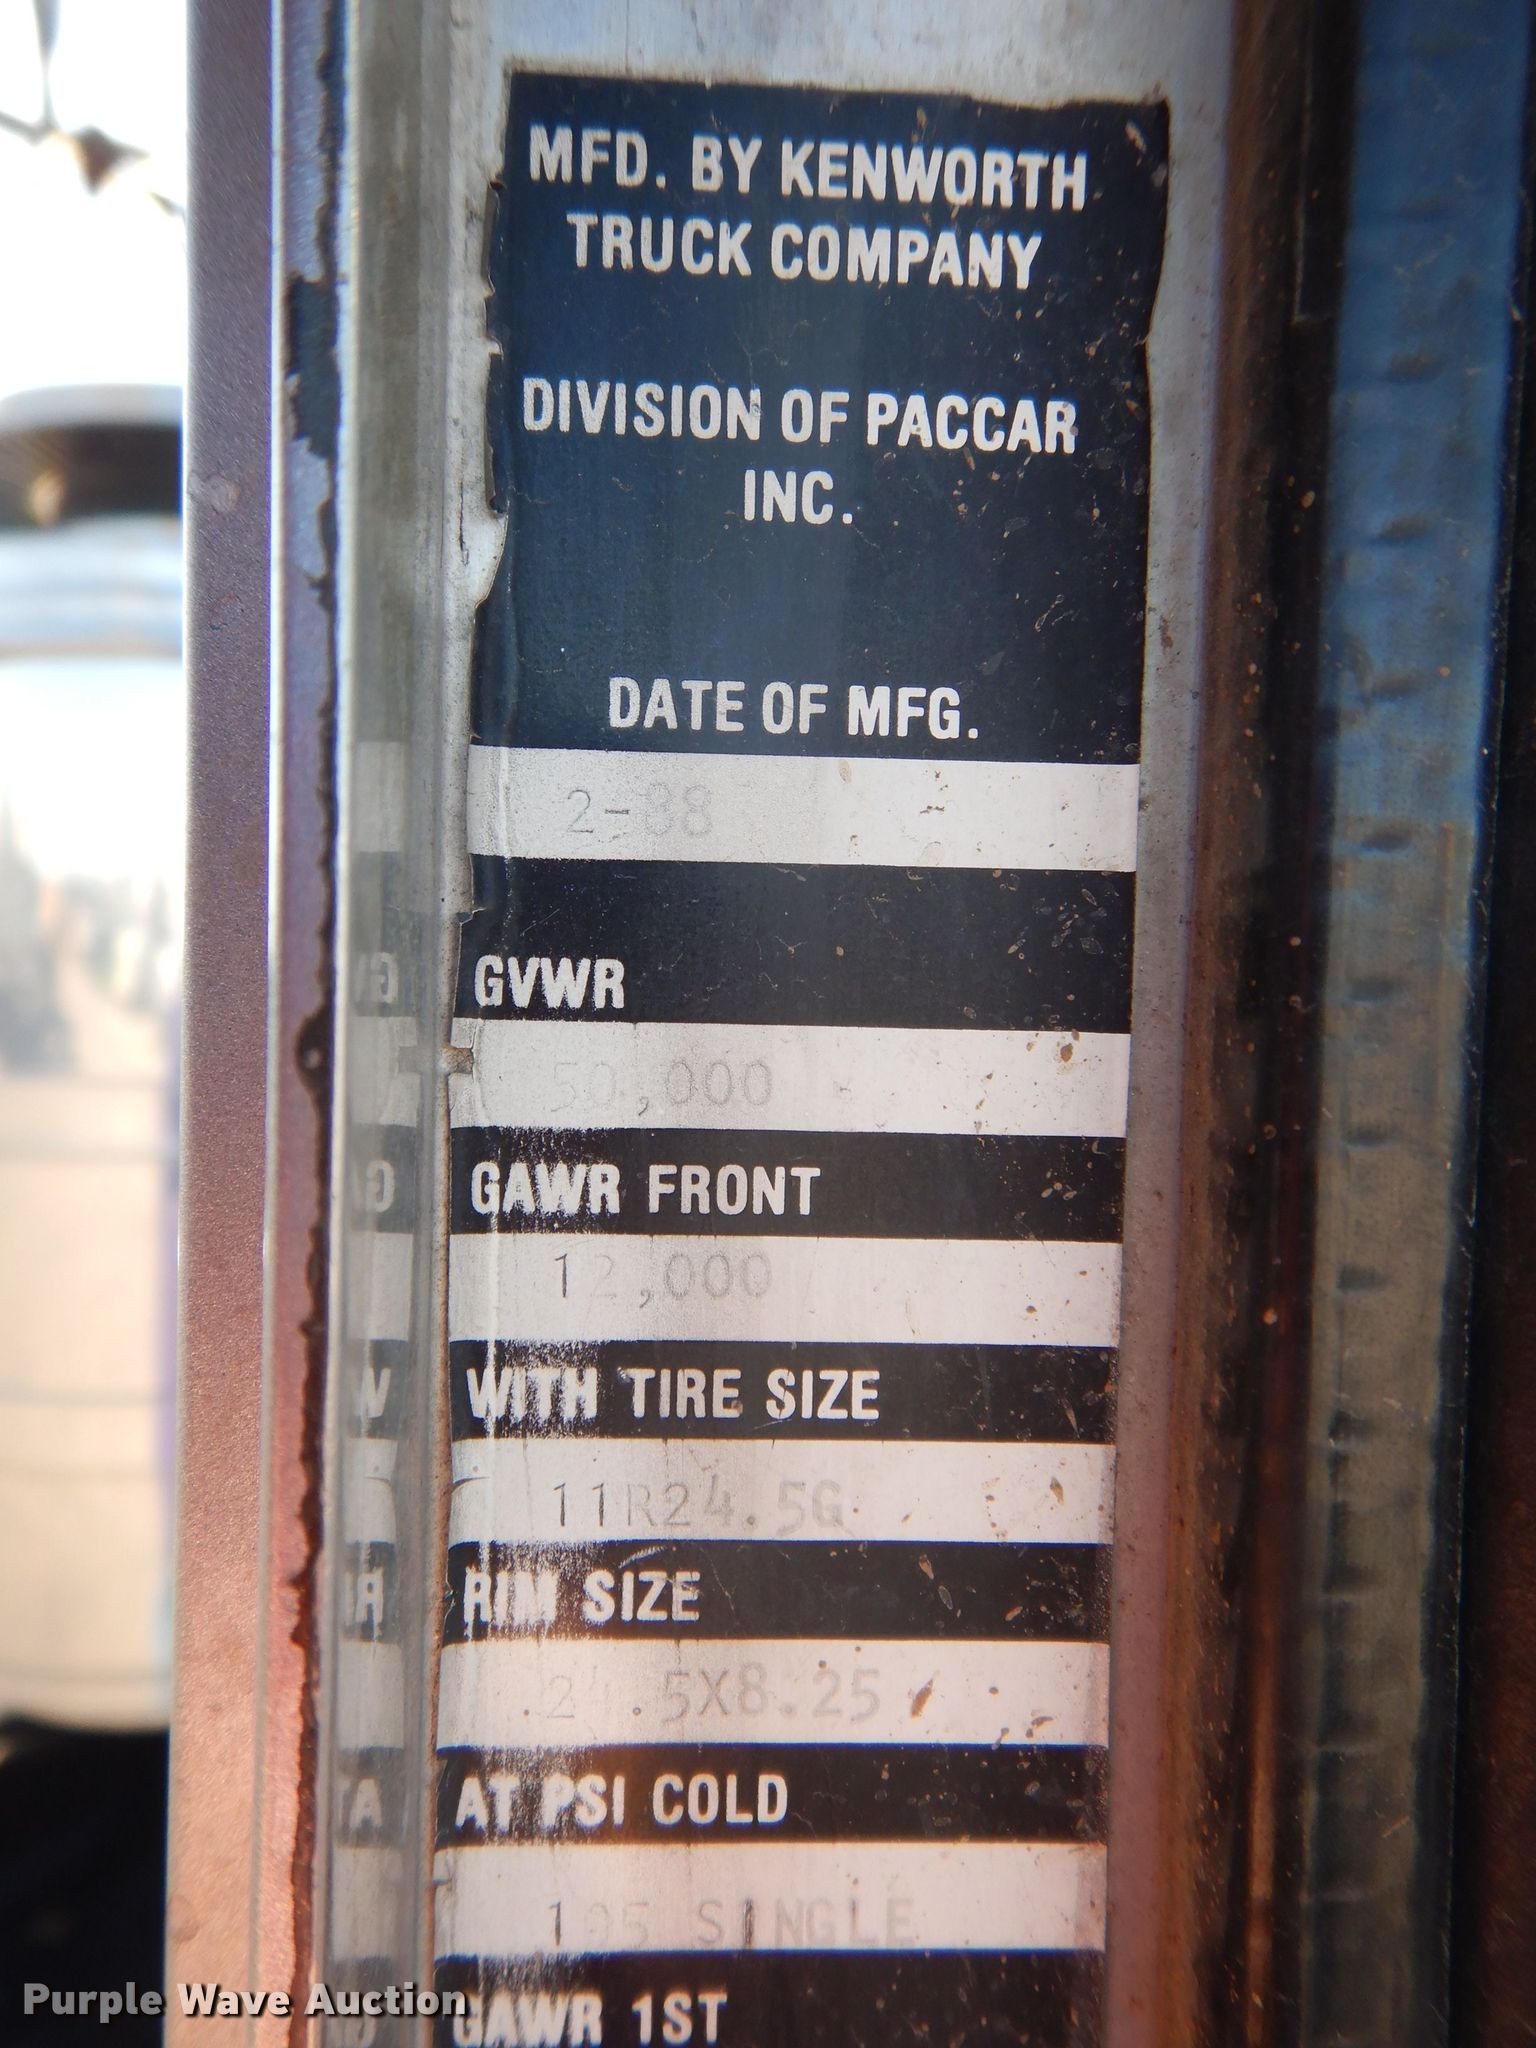 MFD. BY KENWORTH
TRUCK COMPANY
DIVISION OF PACCAR
INC.
DATE OF MFG.
2-88
GVWR
50,000
GAWR FRONT
12,000
WITH TIRE SIZE
11R24.5G
RIM SIZE
24.5X8.25
AT PSI COLD
105 SINGLE
GAWR 1ST
Purple Wave Auction